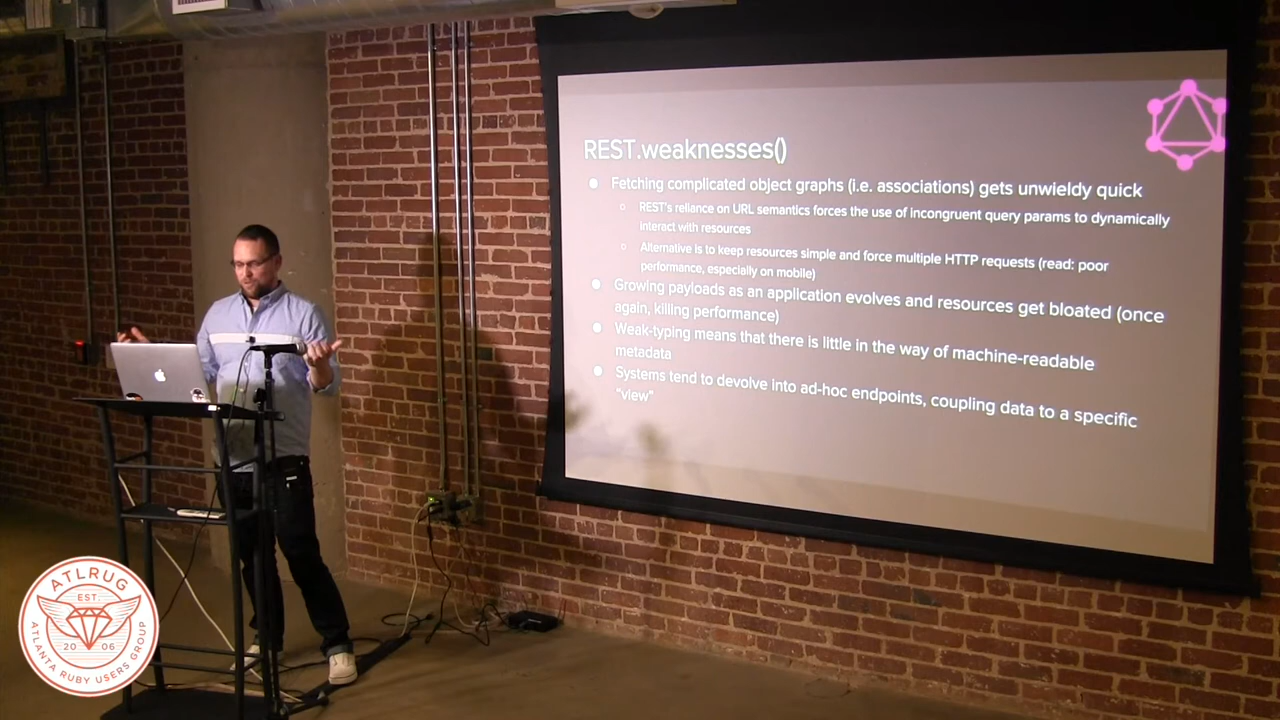 REST.weaknesses()
Fetching complicated object graphs (i.e. associations) gets unwieldy quick
REST's reliance on URL semantics forces the use of incongruent query params to dynamically
interact with resources
Alternative is to keep resources simple and force multiple HTTP requests (read: poor
performance, especially on mobile)
Growing payloads as an application evolves and resources get bloated (once
again, killing performance)
Weak-typing means that there is little in the way of machine-readable
metadata
Systems tend to devolve into ad-hoc endpoints, coupling data to a specific
"view"
ATLRUG
EST.
20 06
ATLANTA RUBY USERS GROUP